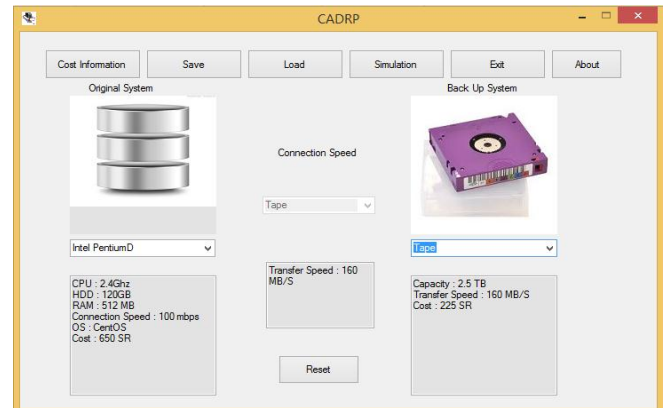 CADRP
Cost Information
Save
Load
Simulation
Exit
About
Original System
Back Up System
Connection Speed
Tape
Intel PentiumD
Tape
CPU : 2.4Ghz
HDD : 120GB
RAM : 512 MB
Connection Speed : 100 mbps
OS : CentOS
Cost : 650 SR
Transfer Speed : 160
MB/S
Capacity : 2.5 TB
Transfer Speed : 160 MB/S
Cost : 225 SR
Reset